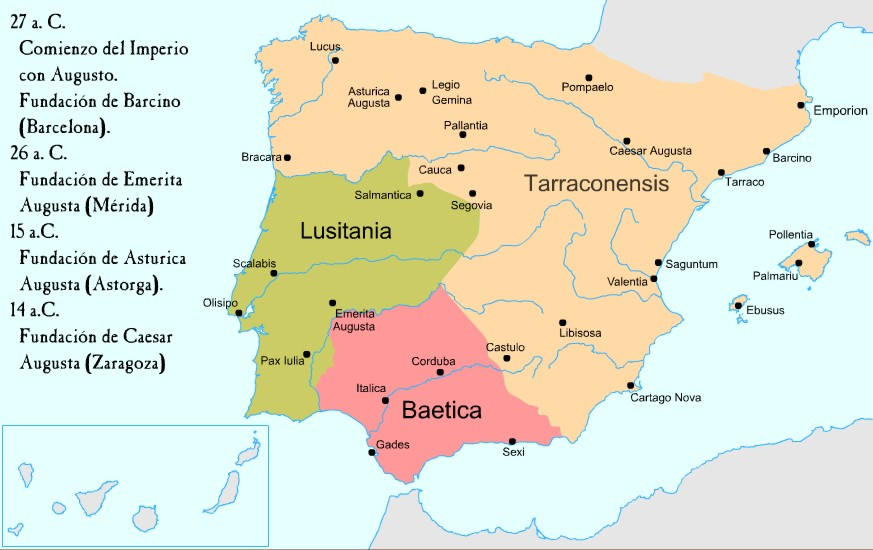 27 a. C.
Comienzo del Imperio
con Augusto.
Fundación de Barcino
(Barcelona).
26 a. C.
Fundación de Emerita
Augusta (Mérida)
15 a.C.
Fundación de Asturica
Augusta (Astorga).
14 a.C.
Fundación de Caesar
Augusta (Zaragoza)
Lucus
Asturica
Augusta
Legio
Gemina
Pompaelo
Emporion
Pallantia
Caesar Augusta
Barcino
Bracara
Cauca
Tarraco
Tarraconensis
Salmantica
Segovia
Lusitania
Pollentia
Scalabis
Saguntum
Palmariu
Valentia
Olisipo
Ebusus
Emerita
Augusta
Libisosa
Castulo
Pax Iulia
Corduba
Italica
Cartago Nova
Baetica
Gades
Sexi